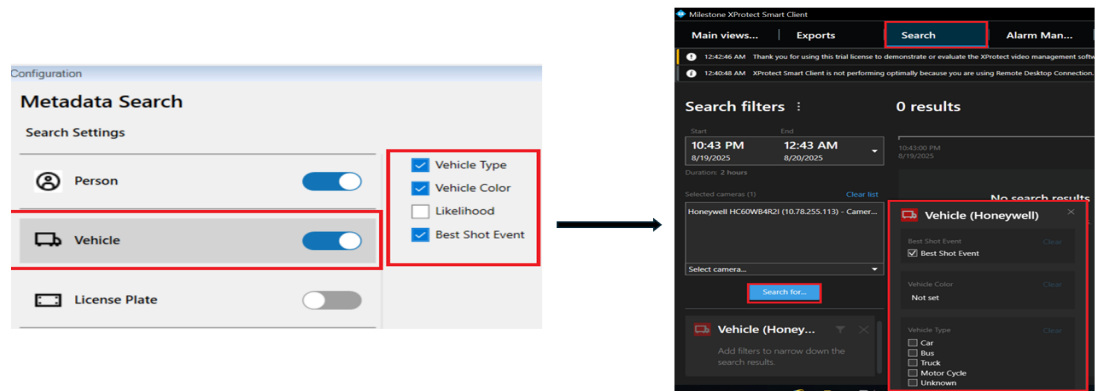 Configuration
Metadata Search
Search Settings
Person
Vehicle
License Plate
Vehicle Type
Vehicle Color
Likelihood
Best Shot Event
Milestone XProtect Smart Client
Main views...
Exports
Search
Alarm Man...
12:42:46 AM Thank you for using this trial license to demonstrate or evaluate the XProtect video management softw
12:40:48 AM XProtect Smart Client is not performing optimally because you are using Remote Desktop Connection.
Search filters
0 results
Start
End
10:43 PM
12:43 AM
8/19/2025
8/20/2025
Duration: 2 hours
10:43:00 PM
8/19/2025
Selected cameras (1)
Clear list
Honeywell HC60WB4R2I (10.78.255.113) - Camer...
Select camera...
Search for...
Vehicle (Honey...
Add filters to narrow down the
search results.
No search results
Vehicle (Honeywell)
Best Shot Event
Clear
Best Shot Event
Vehicle Color
Clear
Not set
Vehicle Type
Clear
Car
Bus
Truck
Motor Cycle
Unknown